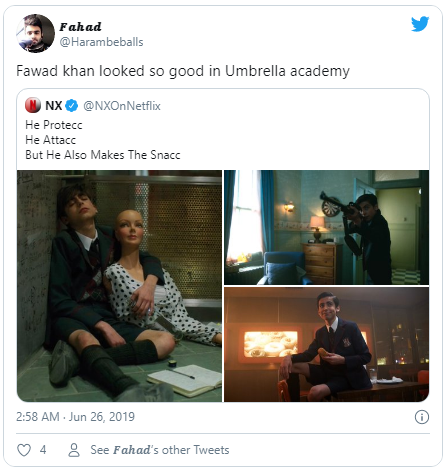 Fahad
@Harambeballs
Fawad khan looked so good in Umbrella academy
NX @NXOnNetflix
He Protecc
He Attacc
But He Also Makes The Snacc
2:58 AM · Jun 26, 2019
4 See Fahad's other Tweets